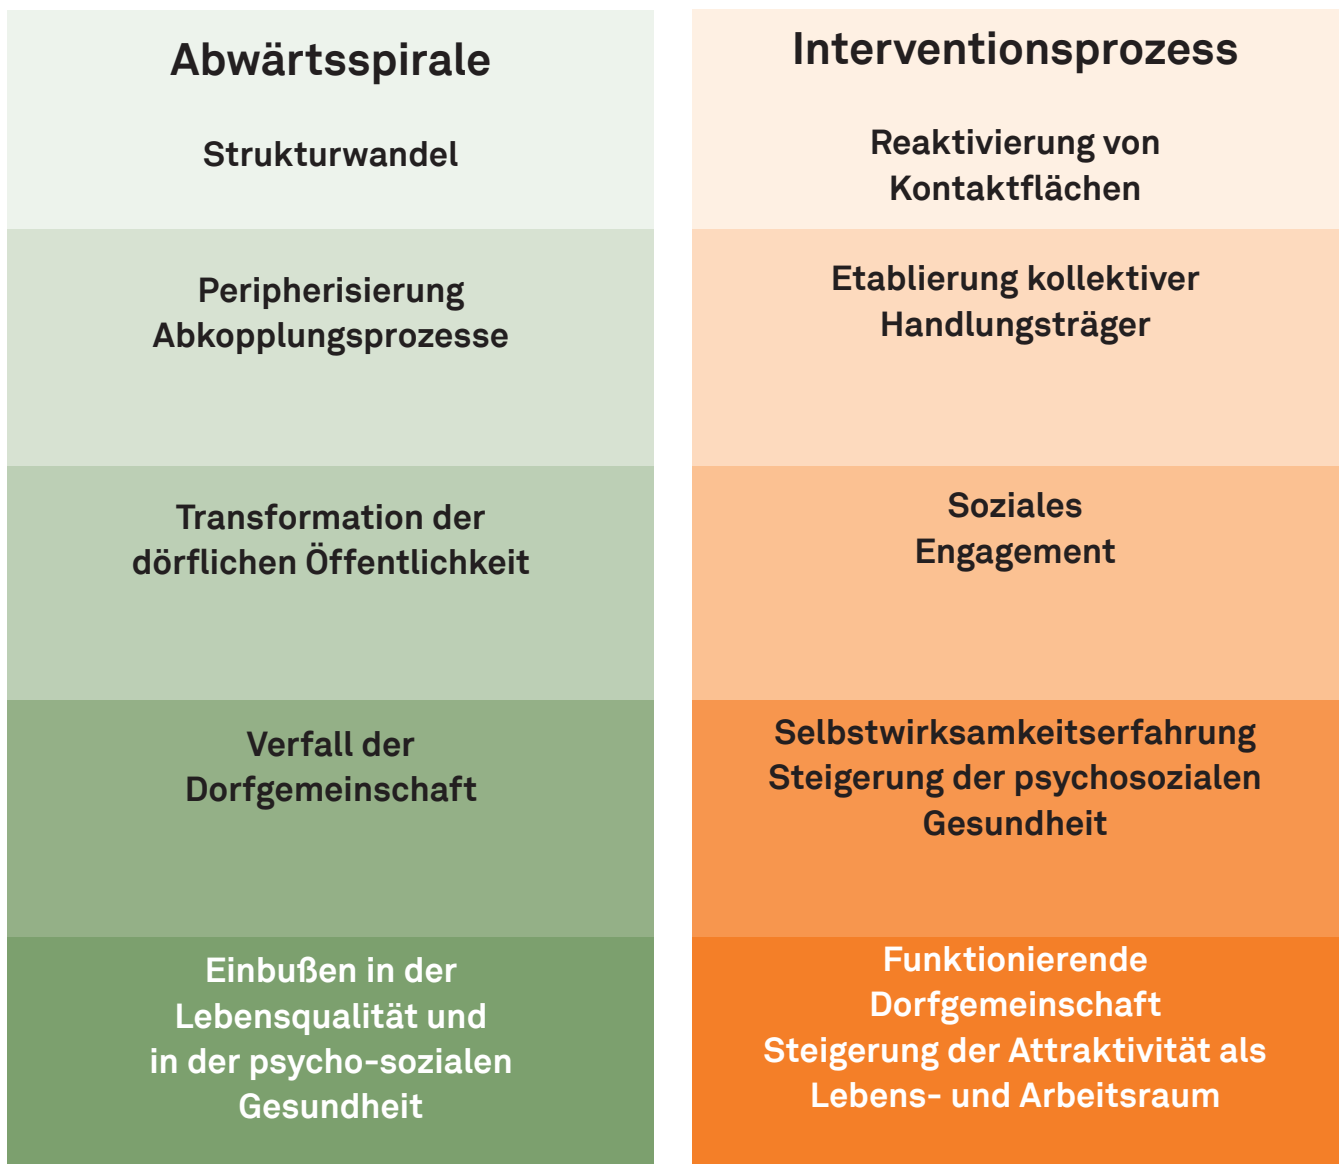 Abwärtsspirale
Strukturwandel
Peripherisierung
Abkopplungsprozesse
Transformation der
dörflichen Öffentlichkeit
Verfall der
Dorfgemeinschaft
Einbußen in der
Lebensqualität und
in der psycho-sozialen
Gesundheit
Interventionsprozess
Reaktivierung von
Kontaktflächen
Etablierung kollektiver
Handlungsträger
Soziales
Engagement
Selbstwirksamkeitserfahrung
Steigerung der psychosozialen
Gesundheit
Funktionierende
Dorfgemeinschaft
Steigerung der Attraktivität als
Lebens- und Arbeitsraum